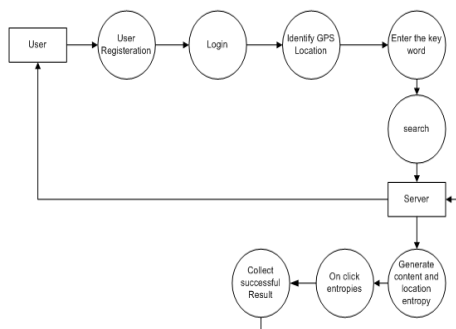 User
User
Registeration
Login
Identify GPS
Location
Enter the key
word
search
Server
Generate
content and
location
entropy
On click
entropies
Collect
successful
Result